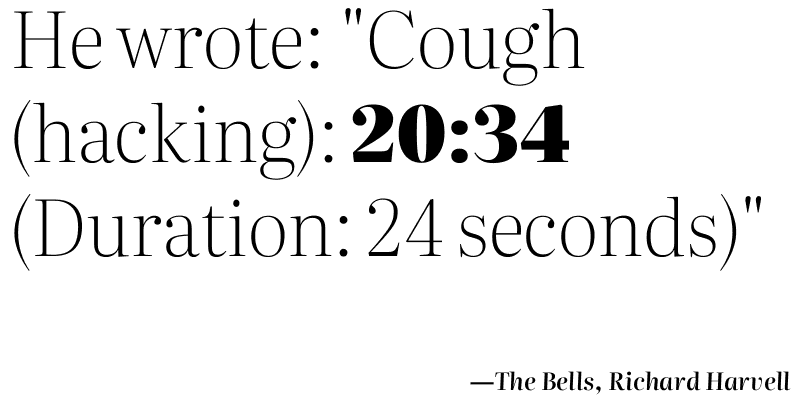 He wrote: "Cough
(hacking): 20:34
(Duration: 24 seconds)"
—The Bells, Richard Harvell